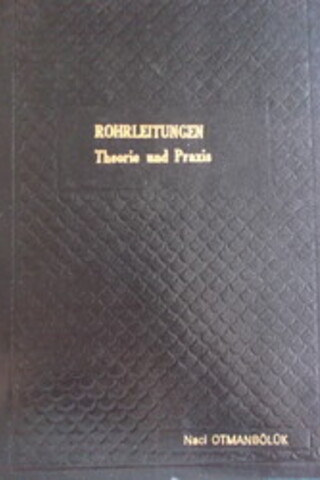 ROHRLEITUNGEN
Theorie und Praxis
Naci OTMANBÖLÜK